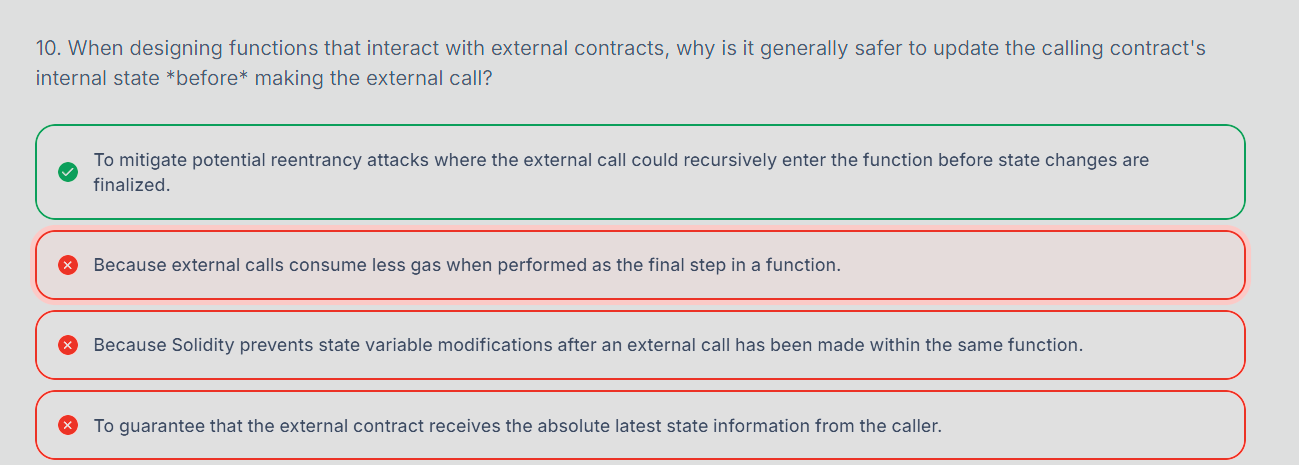 10. When designing functions that interact with external contracts, why is it generally safer to update the calling contract's
internal state *before* making the external call?
To mitigate potential reentrancy attacks where the external call could recursively enter the function before state changes are
finalized.
Because external calls consume less gas when performed as the final step in a function.
Because Solidity prevents state variable modifications after an external call has been made within the same function.
To guarantee that the external contract receives the absolute latest state information from the caller.